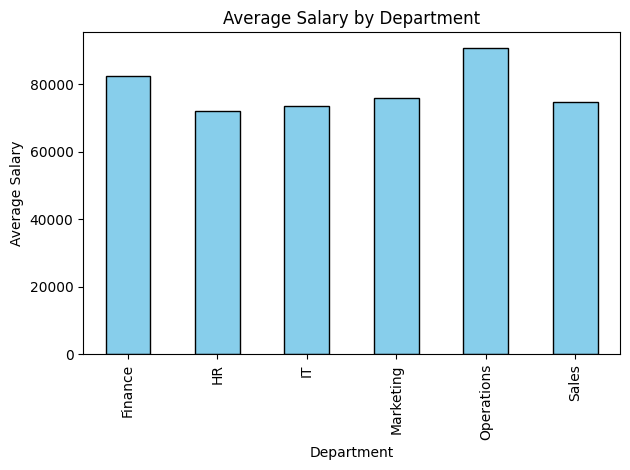 Average Salary by Department
Average Salary
80000
60000
40000
20000
0
Finance
HR
IT
Marketing
Operations
Sales
Department